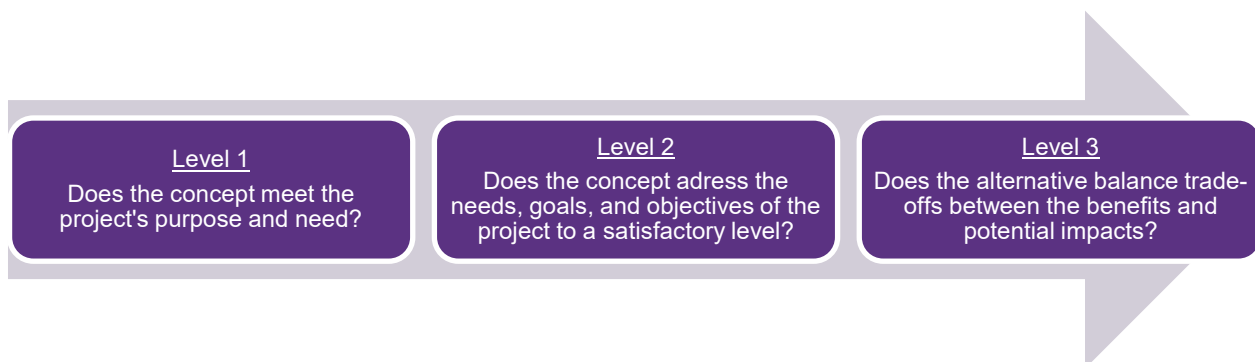 Level 1
Does the concept meet the
project's purpose and need?
Level 2
Does the concept adress the
needs, goals, and objectives of the
project to a satisfactory level?
Level 3
Does the alternative balance trade-
offs between the benefits and
potential impacts?